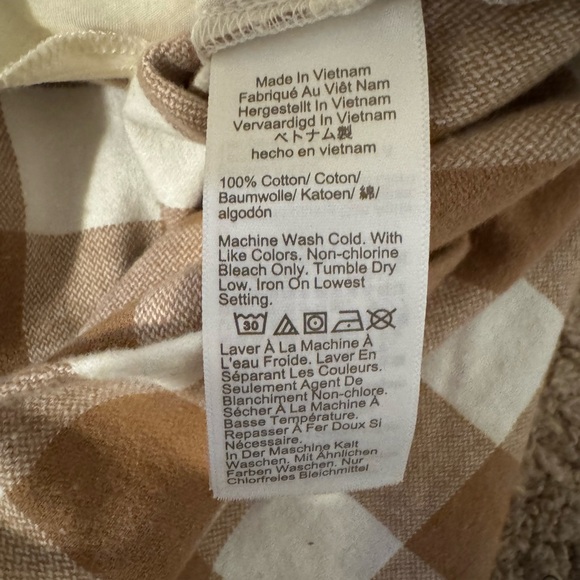 Made In Vietnam
Fabriqué Au Viêt Nam
Hergestellt In Vietnam
Vervaardigd In Vietnam
ベトナム製
hecho en vietnam
100% Cotton/ Coton/
Baumwolle/ Katoen/ 綿/
algodón
Machine Wash Cold. With
Like Colors. Non-chlorine
Bleach Only. Tumble Dry
Low. Iron On Lowest
Setting.
30
Laver À La Machine À
L'eau Froide. Laver En
Séparant Les Couleurs.
Seulement Agent De
Blanchiment Non-chlore.
Sécher À La Machine À
Basse Température.
Repasser À Fer Doux Si
Nécessaire.
In Der Maschine Kalt
Waschen. Mit Ähnlichen
Farben Waschen. Nur
Chlorfreies Bleichmittel